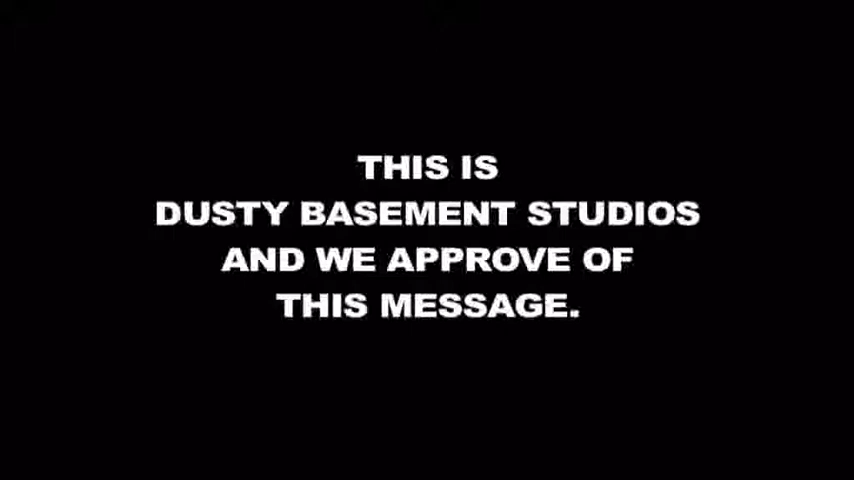 THIS IS
DUSTY BASEMENT STUDIOS
AND WE APPROVE OF
THIS MESSAGE.